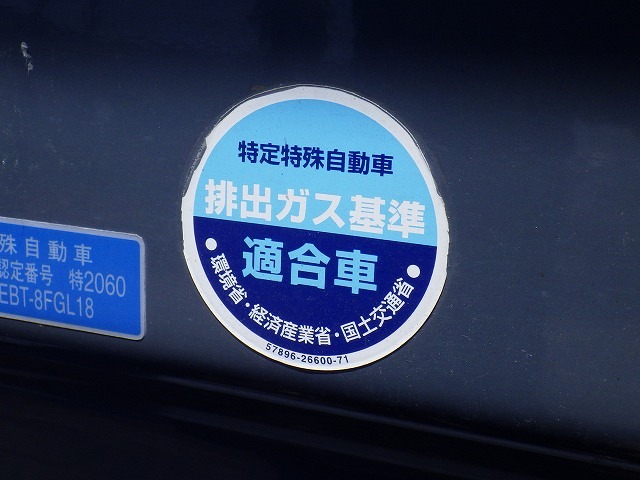 特定特殊自動車
排出ガス基準
適合車
環境省・経済産業省・国土交通省
57896-26600-71
殊自動車
認定番号 特2060
EBT-8FGL18